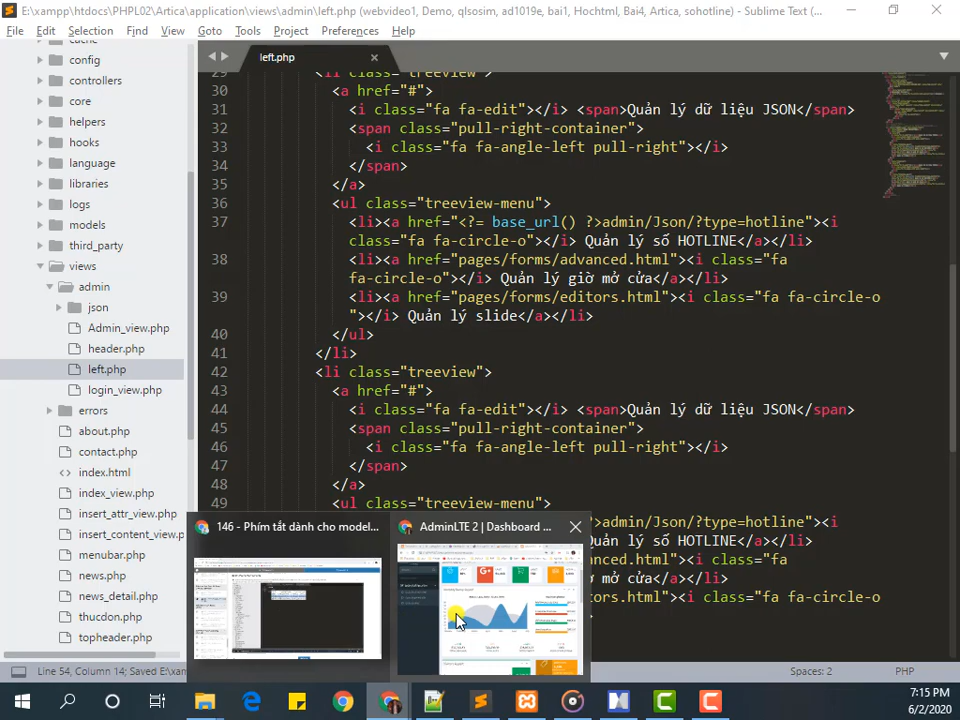 E:\xampp\htdocs\PHPL02\Artica\application\views\admin\left.php (webvideo1, Demo, qlsosim, ad1019e, bai1, Hochtml, Bai4, Artica, soholine) - Sublime Text (...
File Edit Selection Find View Goto Tools Project Preferences Help
left.php
cache
config
controllers
core
helpers
hooks
language
libraries
logs
models
third_party
views
admin
json
Admin_view.php
header.php
left.php
login_view.php
errors
about.php
contact.php
index.html
index_view.php
insert_attr_view.php
insert_content_view.p
menubar.php
news.php
news_detail.php
thucdon.php
topheader.php
29 <li class="treeview">
30 <a href="#">
31 <i class="fa fa-edit"></i> <span>Quản lý dữ liệu JSON</span>
32 <span class="pull-right-container">
33 <i class="fa fa-angle-left pull-right"></i>
34 </span>
35 </a>
36 <ul class="treeview-menu">
37 <li><a href="<?= base_url() ?>admin/Json/?type=hotline"><i
class="fa fa-circle-o"></i> Quản lý số HOTLINE</a></li>
38 <li><a href="pages/forms/advanced.html"><i class="fa
fa-circle-o"></i> Quản lý giờ mở cửa</a></li>
39 <li><a href="pages/forms/editors.html"><i class="fa fa-circle-o
"></i> Quản lý slide</a></li>
40 </ul>
41 </li>
42 <li class="treeview">
43 <a href="#">
44 <i class="fa fa-edit"></i> <span>Quản lý dữ liệu JSON</span>
45 <span class="pull-right-container">
46 <i class="fa fa-angle-left pull-right"></i>
47 </span>
48 </a>
49 <ul class="treeview-menu">
>admin/Json/?type=hotline"><i
số HOTLINE</a></li>
anced.html"><i class="fa
ờ mở cửa</a></li>
tors.html"><i class="fa fa-circle-o
146 - Phím tắt dành cho model...
AdminLTE 2 | Dashboard ...
Line 54, Column 14; Saved E:\xan
Spaces: 2
PHP
7:15 PM
6/2/2020